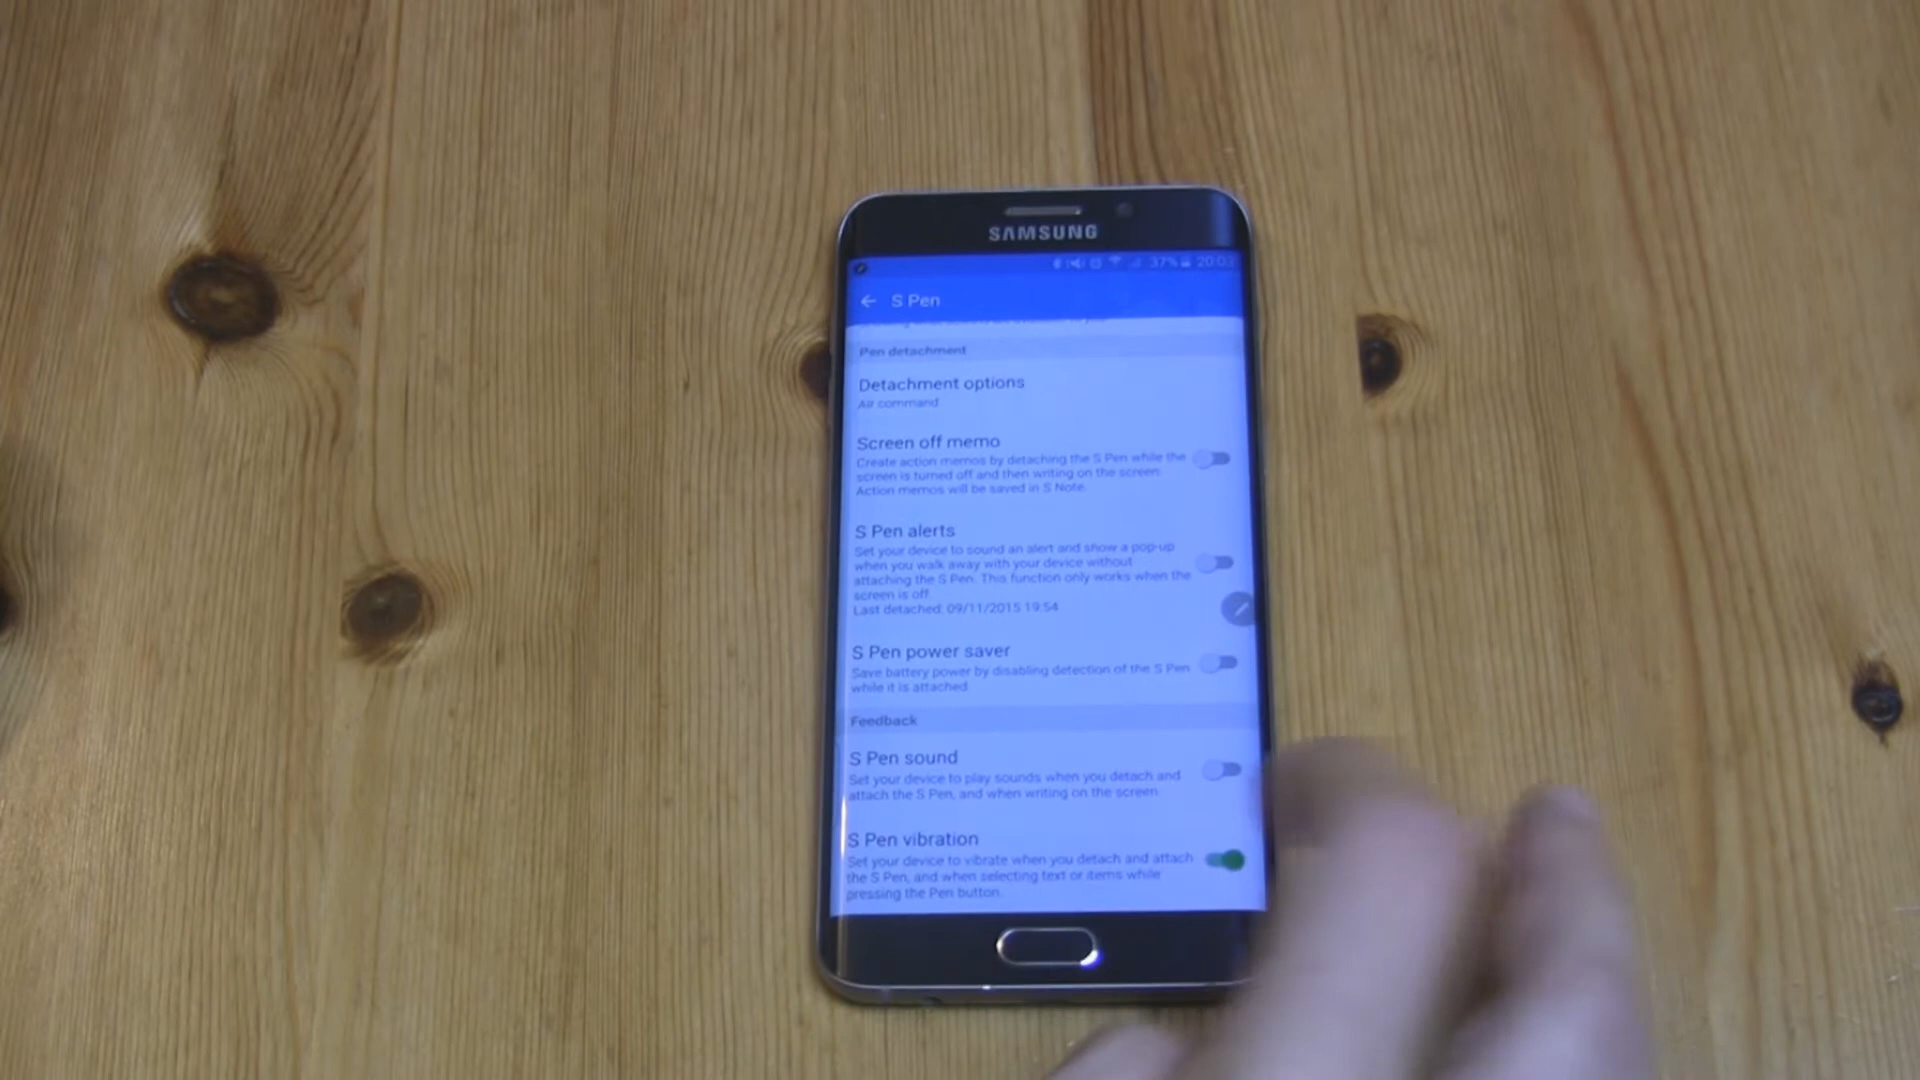 SAMSUNG
37% 20:03
S Pen
Pen detachment
Detachment options
Air command
Screen off memo
Create action memos by detaching the S Pen while the
screen is turned off and then writing on the screen.
Action memos will be saved in S Note.
S Pen alerts
Set your device to sound an alert and show a pop-up
when you walk away with your device without
attaching the S Pen. This function only works when the
screen is off.
Last detached: 09/11/2015 19:54
S Pen power saver
Save battery power by disabling detection of the S Pen
while it is attached.
Feedback
S Pen sound
Set your device to play sounds when you detach and
attach the S Pen, and when writing on the screen.
S Pen vibration
Set your device to vibrate when you detach and attach
the S Pen, and when selecting text or items while
pressing the Pen button.